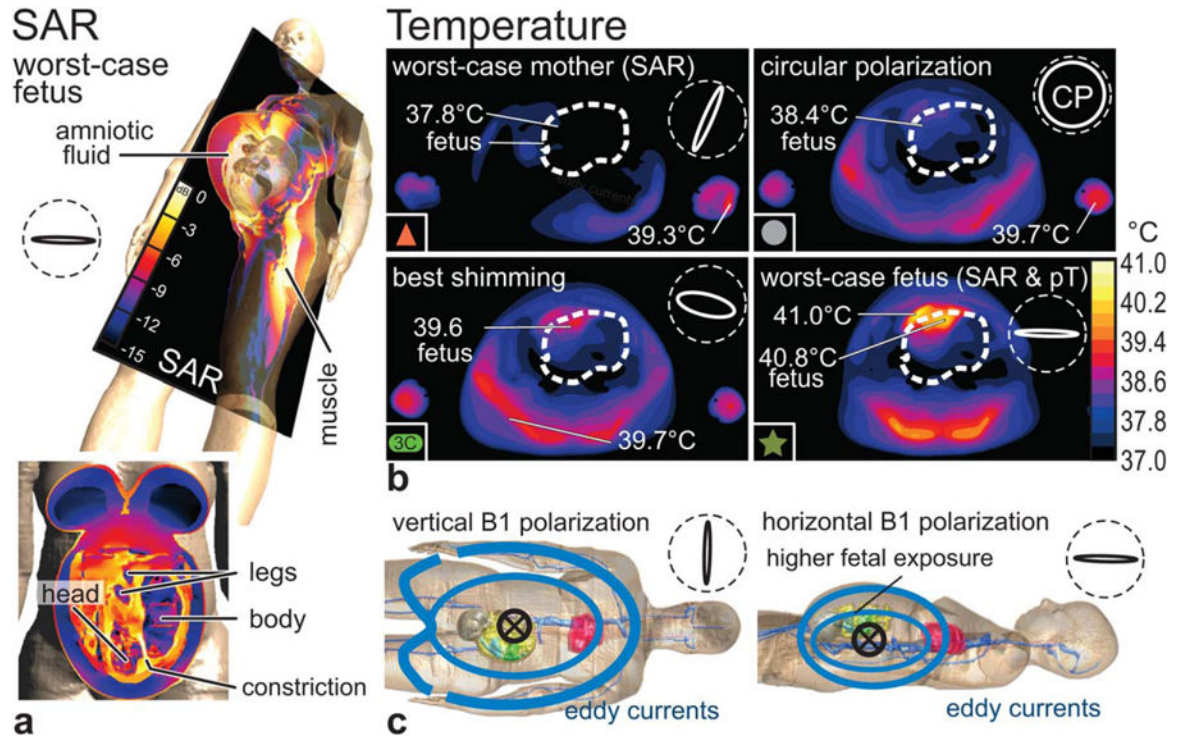 SAR
worst-case
fetus
amniotic
fluid
dB
0
-3
-6
-9
-12
-15
SAR
muscle
head
legs
body
constriction
a
Temperature
worst-case mother (SAR)
37.8°C
fetus
eddy currents
39.3°C
circular polarization
CP
38.4°C
fetus
39.7°C
best shimming
39.6
fetus
3C
39.7°C
worst-case fetus (SAR & pT)
41.0°C
40.8°C
fetus
°C
41.0
40.2
39.4
38.6
37.8
37.0
b
vertical B1 polarization
eddy currents
horizontal B1 polarization
higher fetal exposure
eddy currents
c